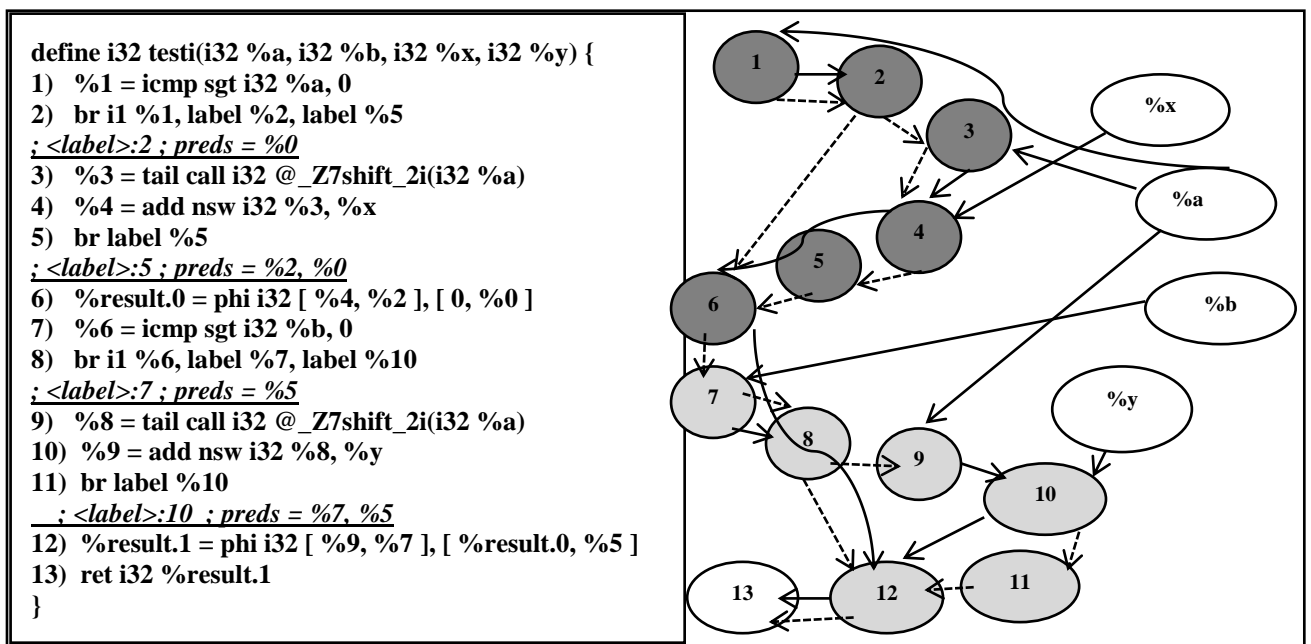 define i32 testi(i32 %a, i32 %b, i32 %x, i32 %y) {
1) %1 = icmp sgt i32 %a, 0
2) br i1 %1, label %2, label %5
; <label>:2 ; preds = %0
3) %3 = tail call i32 @_Z7shift_2i(i32 %a)
4) %4 = add nsw i32 %3, %x
5) br label %5
; <label>:5 ; preds = %2, %0
6) %result.0 = phi i32 [ %4, %2 ], [ 0, %0 ]
7) %6 = icmp sgt i32 %b, 0
8) br i1 %6, label %7, label %10
; <label>:7 ; preds = %5
9) %8 = tail call i32 @_Z7shift_2i(i32 %a)
10) %9 = add nsw i32 %8, %y
11) br label %10
; <label>:10 ; preds = %7, %5
12) %result.1 = phi i32 [ %9, %7 ], [ %result.0, %5 ]
13) ret i32 %result.1
}
1
2
3
%x
%a
4
5
6
%b
7
%y
8
9
10
11
12
13